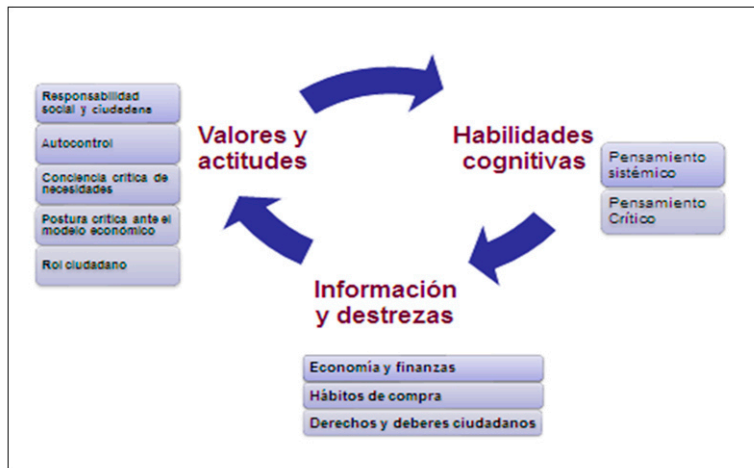 Responsabilidad
social y ciudadana
Autocontrol
Conciencia crítica de
necesidades
Postura crítica ante el
modelo económico
Rol ciudadano
Valores y
actitudes
Habilidades
cognitivas
Pensamiento
sistémico
Pensamiento
Crítico
Información
y destrezas
Economía y finanzas
Hábitos de compra
Derechos y deberes ciudadanos